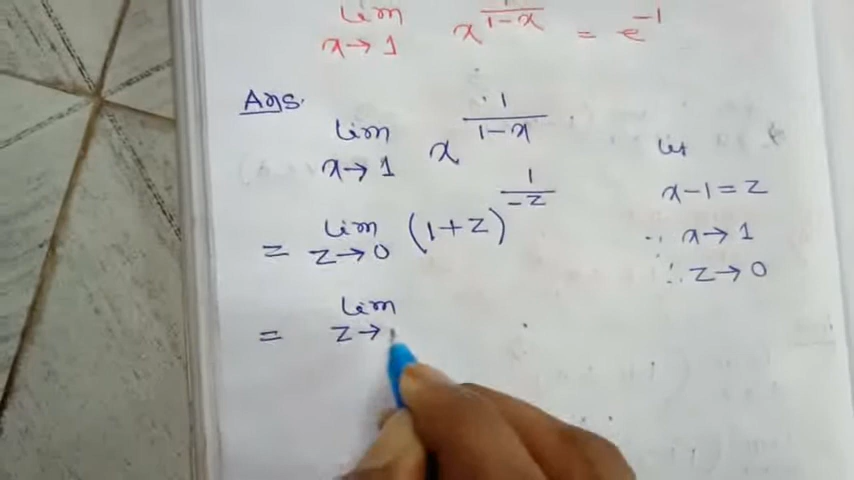 lim x→1 x^(1/(1-x)) = e^(-1)
Ans.
lim x→1 x^(1/(1-x))
let
x-1=z
= lim z→0 (1+z)^(1/(-z))
∵ x→1
∴ z→0
= lim z→